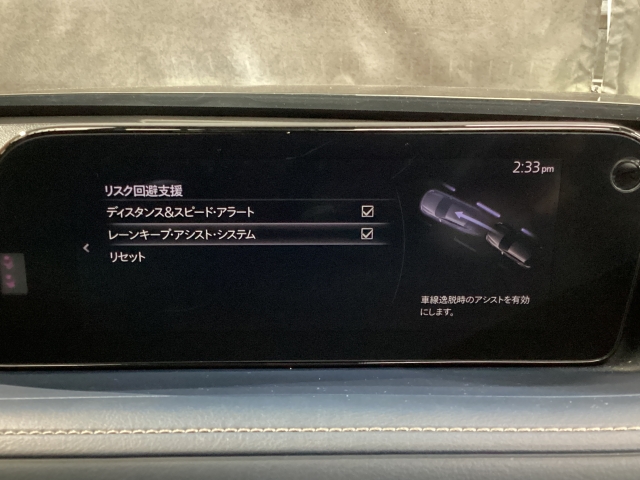 2:33 pm
リスク回避支援
ディスタンス&スピード・アラート
レーンキープ・アシスト・システム
リセット
車線逸脱時のアシストを有効
にします。